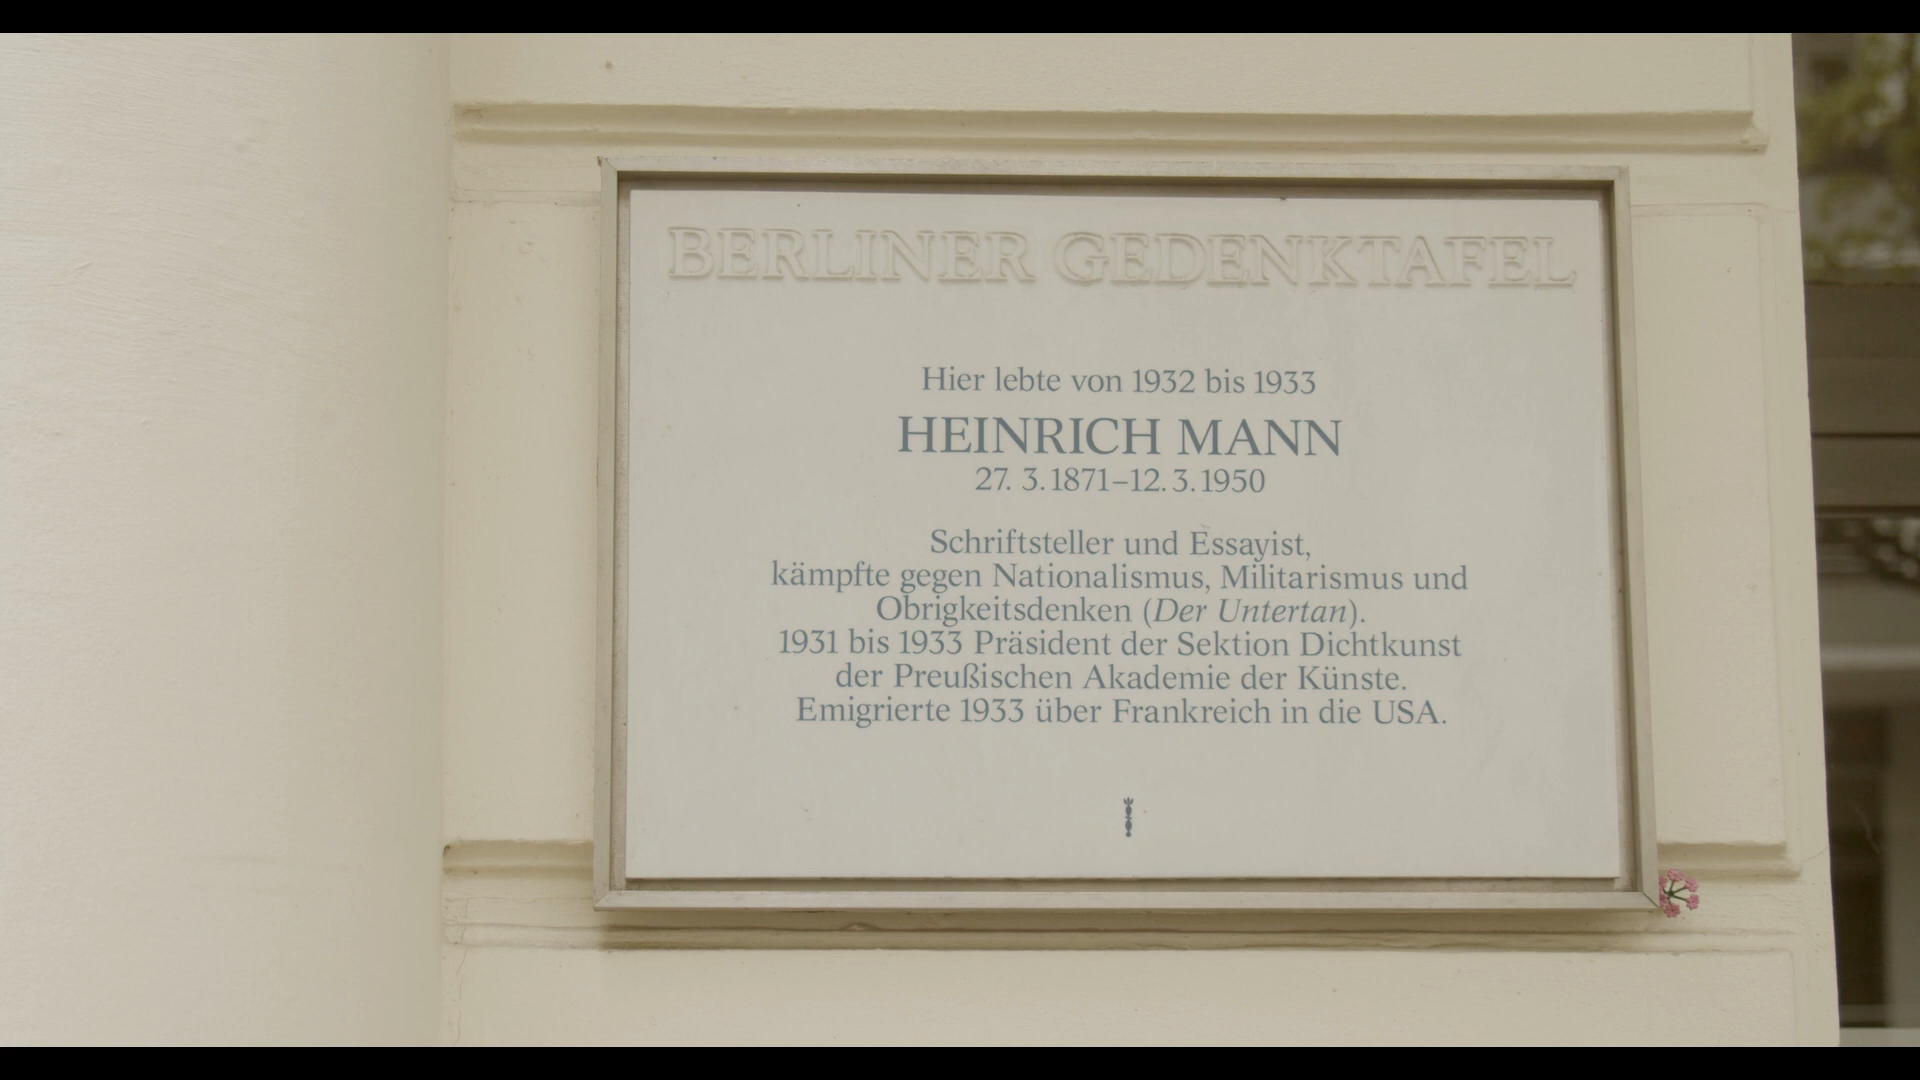 BERLINER GEDENKTAFEL
Hier lebte von 1932 bis 1933
HEINRICH MANN
27. 3. 1871–12. 3. 1950
Schriftsteller und Essayist,
kämpfte gegen Nationalismus, Militarismus und
Obrigkeitsdenken (Der Untertan).
1931 bis 1933 Präsident der Sektion Dichtkunst
der Preußischen Akademie der Künste.
Emigrierte 1933 über Frankreich in die USA.